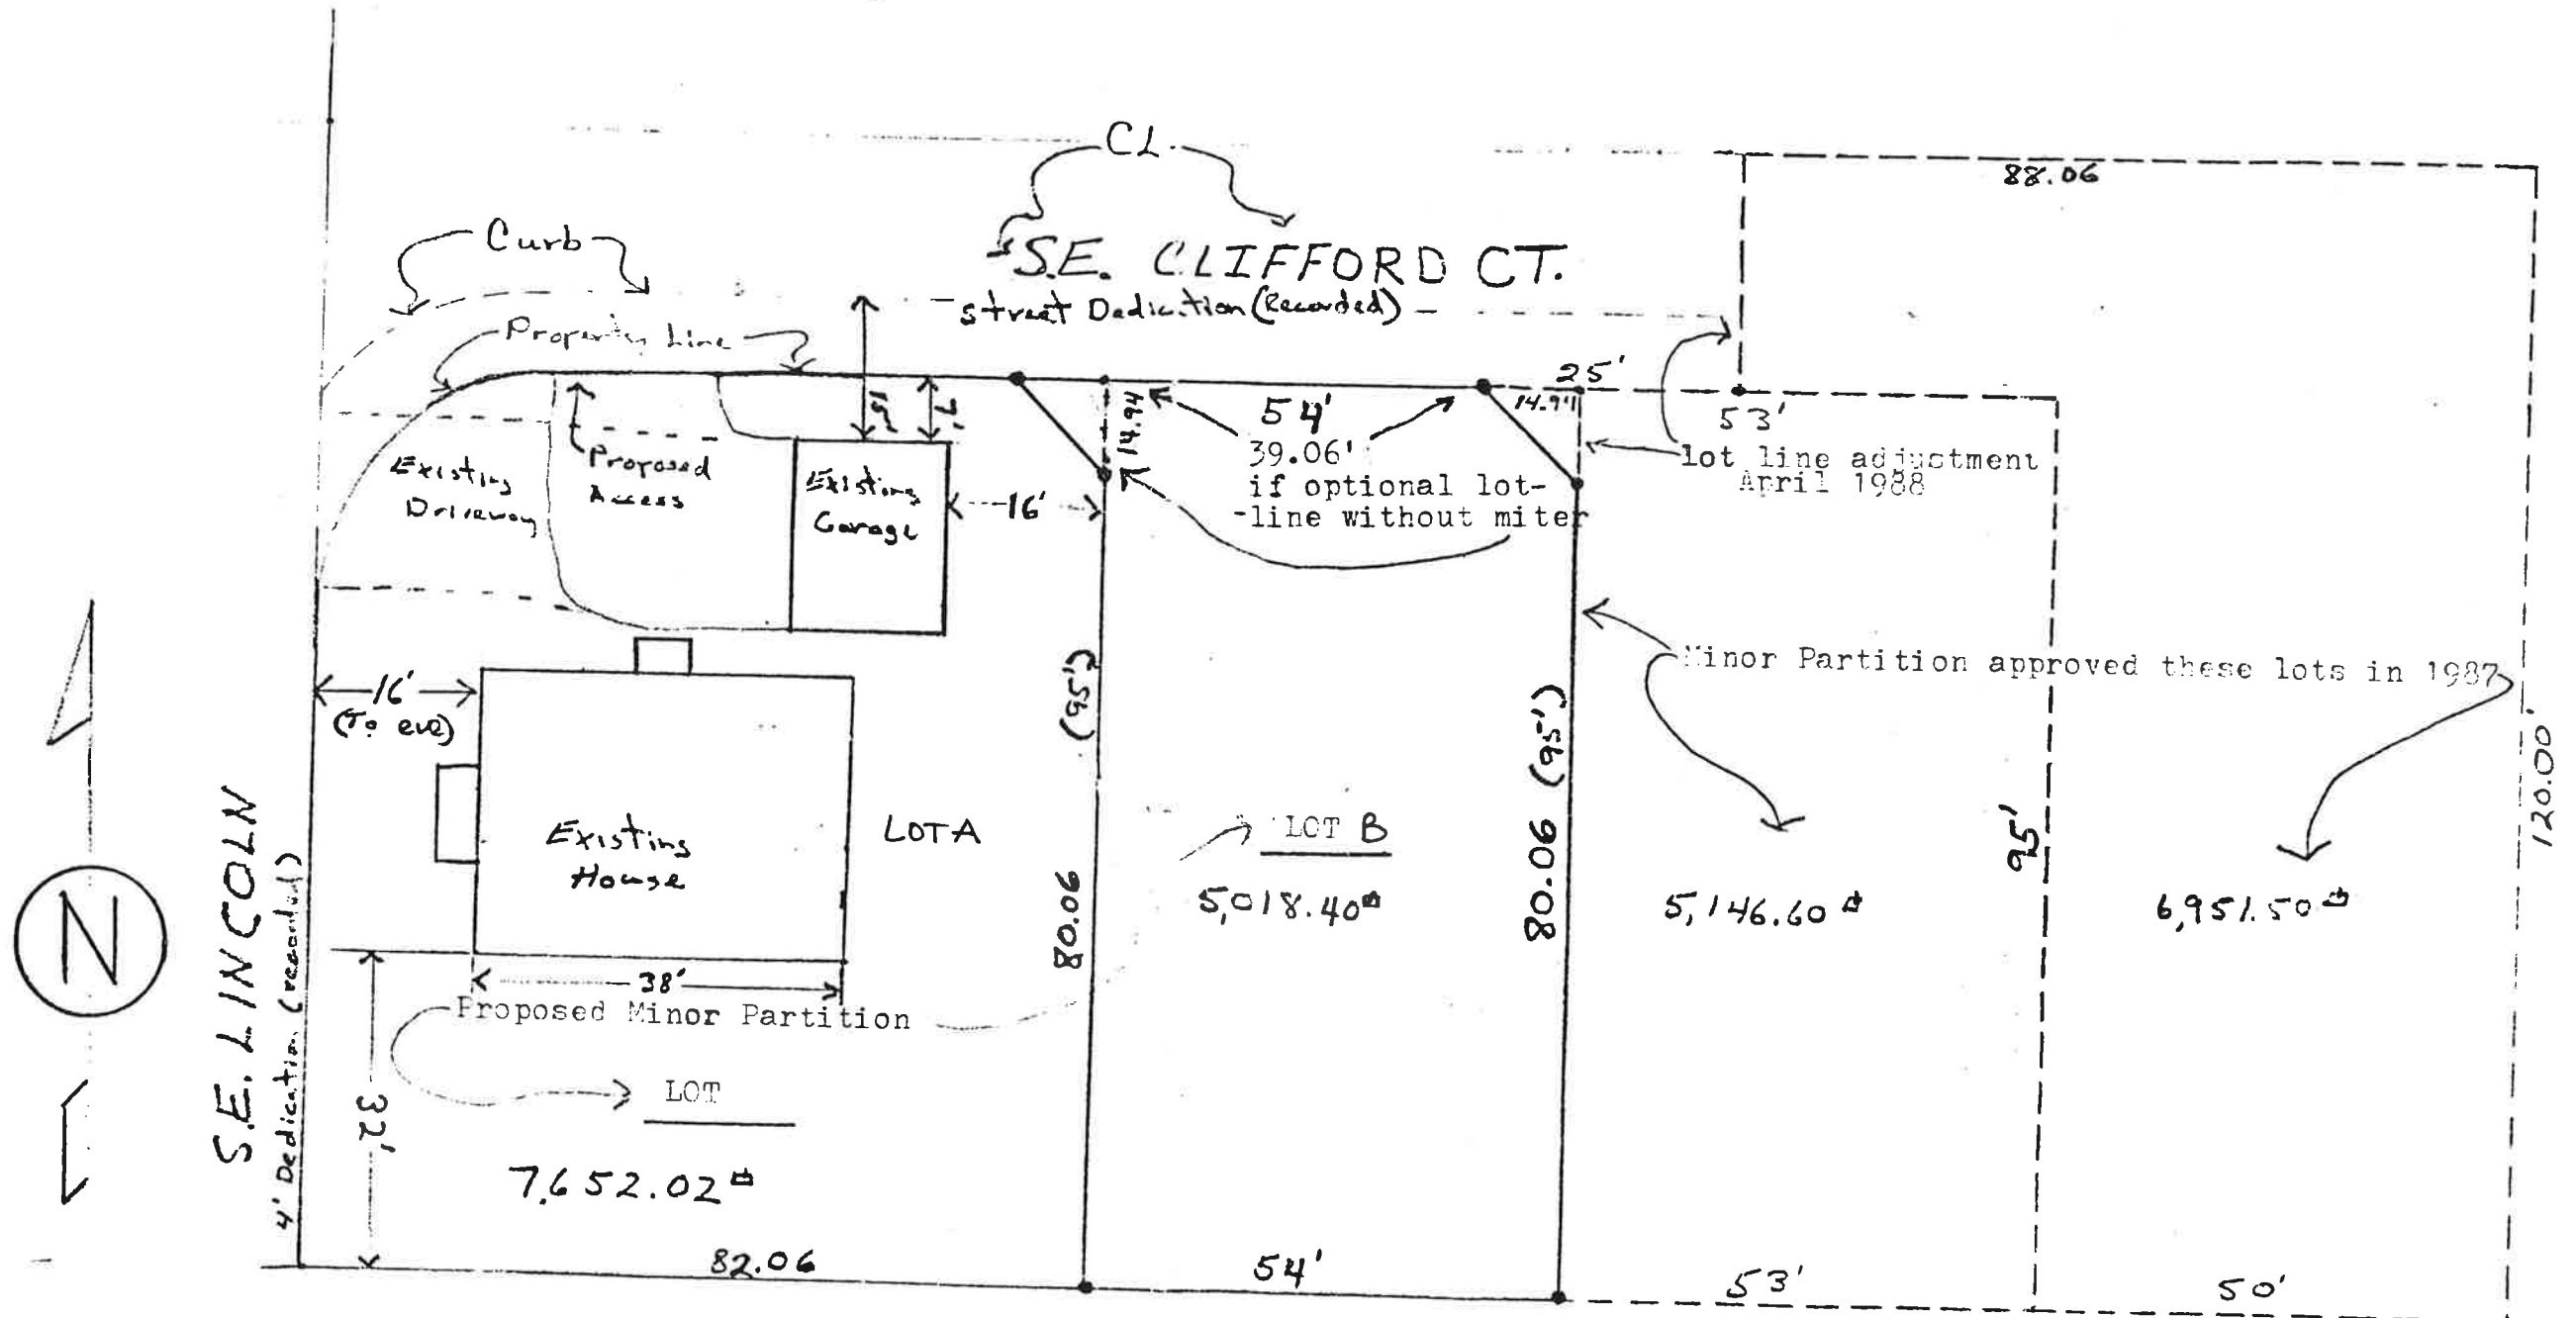 CL.
88.06
Curb
S.E. CLIFFORD CT.
Street Dedication (Recorded)
Property Line
25'
14.94
54'
14.94
15'
7'
53'
39.06'
if optional lot-
-line without miter
lot line adjustment
April 1988
Existing
Driveway
Proposed
Access
Existing
Garage
16'
Minor Partition approved these lots in 1987
16'
(To eve)
(95')
80.06 (95')
120.00'
S.E. LINCOLN
4' Dedication (recorded)
Existing
House
LOT A
LOT B
95'
80.06
5,018.40
5,146.60
6,951.50
N
38'
Proposed Minor Partition
LOT
32'
7,652.02
82.06
54'
53'
50'